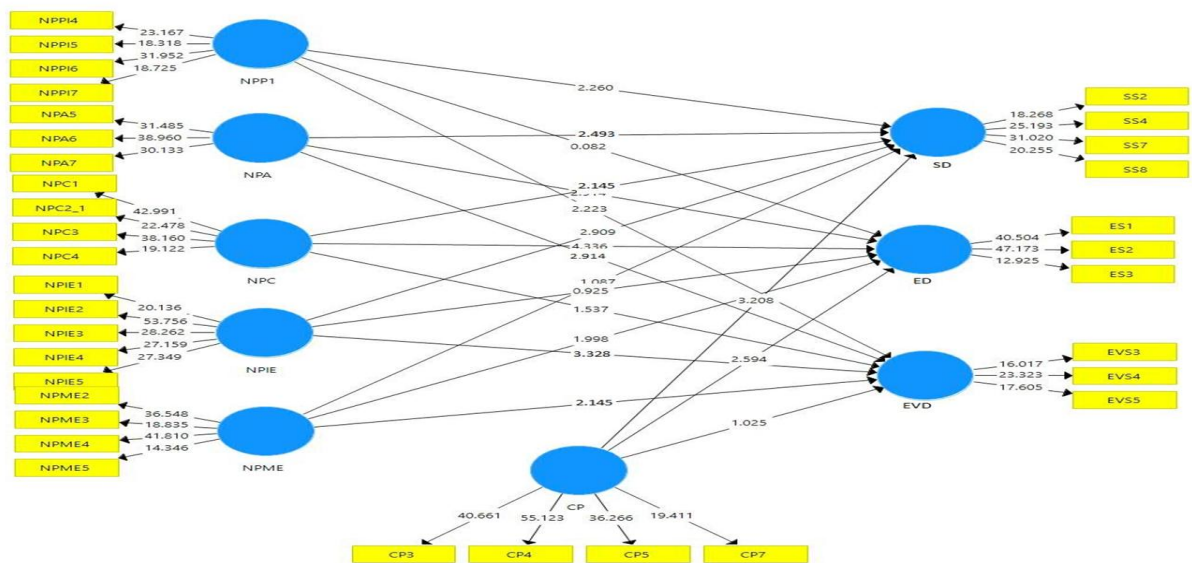 NPPI4
23.167
NPPI5
18.318
NPPI6
31.952
NPPI7
18.725
NPP1
NPA5
31.485
NPA6
38.960
NPA7
30.133
NPA
NPC1
42.991
NPC2_1
22.478
NPC3
38.160
NPC4
19.122
NPC
NPIE1
20.136
NPIE2
53.756
NPIE3
28.262
NPIE4
27.159
NPIE5
27.349
NPIE
NPME2
36.548
NPME3
18.835
NPME4
41.810
NPME5
14.346
NPME
2.260
2.493
0.082
2.145
2.223
2.909
4.336
2.914
1.087
0.925
1.537
3.208
1.998
3.328
2.594
2.145
1.025
SD
18.268
SS2
25.193
SS4
31.020
SS7
20.255
SS8
ED
40.504
ES1
47.173
ES2
12.925
ES3
EVD
16.017
EVS3
23.323
EVS4
17.605
EVS5
CP
40.661
55.123
36.266
19.411
CP3
CP4
CP5
CP7